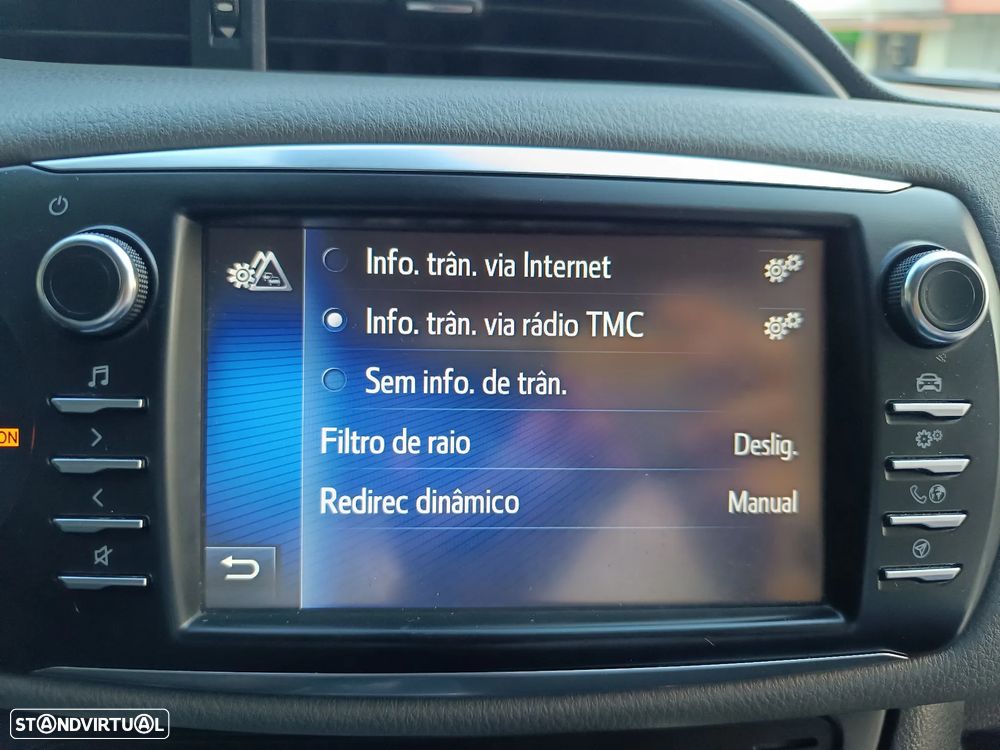 Info. trân. via Internet
Info. trân. via rádio TMC
Sem info. de trân.
Filtro de raio Deslig.
Redirec dinâmico Manual
ON
STANDVIRTUAL